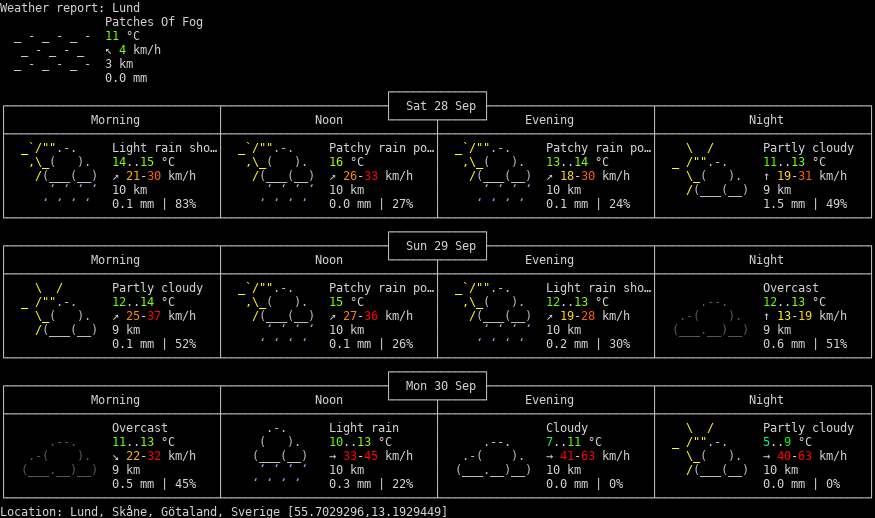 Weather report: Lund
Patches Of Fog
11 °C
↖ 4 km/h
3 km
0.0 mm
Sat 28 Sep
Morning Noon Evening Night
Light rain sho… Patchy rain po… Patchy rain po… Partly cloudy
14..15 °C 16 °C 13..14 °C 11..13 °C
↗ 21-30 km/h ↗ 26-33 km/h ↗ 18-30 km/h ↑ 19-31 km/h
10 km 10 km 10 km 9 km
0.1 mm | 83% 0.0 mm | 27% 0.1 mm | 24% 1.5 mm | 49%
Sun 29 Sep
Morning Noon Evening Night
Partly cloudy Patchy rain po… Light rain sho… Overcast
12..14 °C 15 °C 12..13 °C 12..13 °C
↗ 25-37 km/h ↗ 27-36 km/h ↗ 19-28 km/h ↑ 13-19 km/h
9 km 10 km 10 km 9 km
0.1 mm | 52% 0.1 mm | 26% 0.2 mm | 30% 0.6 mm | 51%
Mon 30 Sep
Morning Noon Evening Night
Overcast Light rain Cloudy Partly cloudy
11..13 °C 10..13 °C 7..11 °C 5..9 °C
↘ 22-32 km/h → 33-45 km/h → 41-63 km/h → 40-63 km/h
9 km 10 km 10 km 10 km
0.5 mm | 45% 0.3 mm | 22% 0.0 mm | 0% 0.0 mm | 0%
Location: Lund, Skåne, Götaland, Sverige [55.7029296,13.1929449]